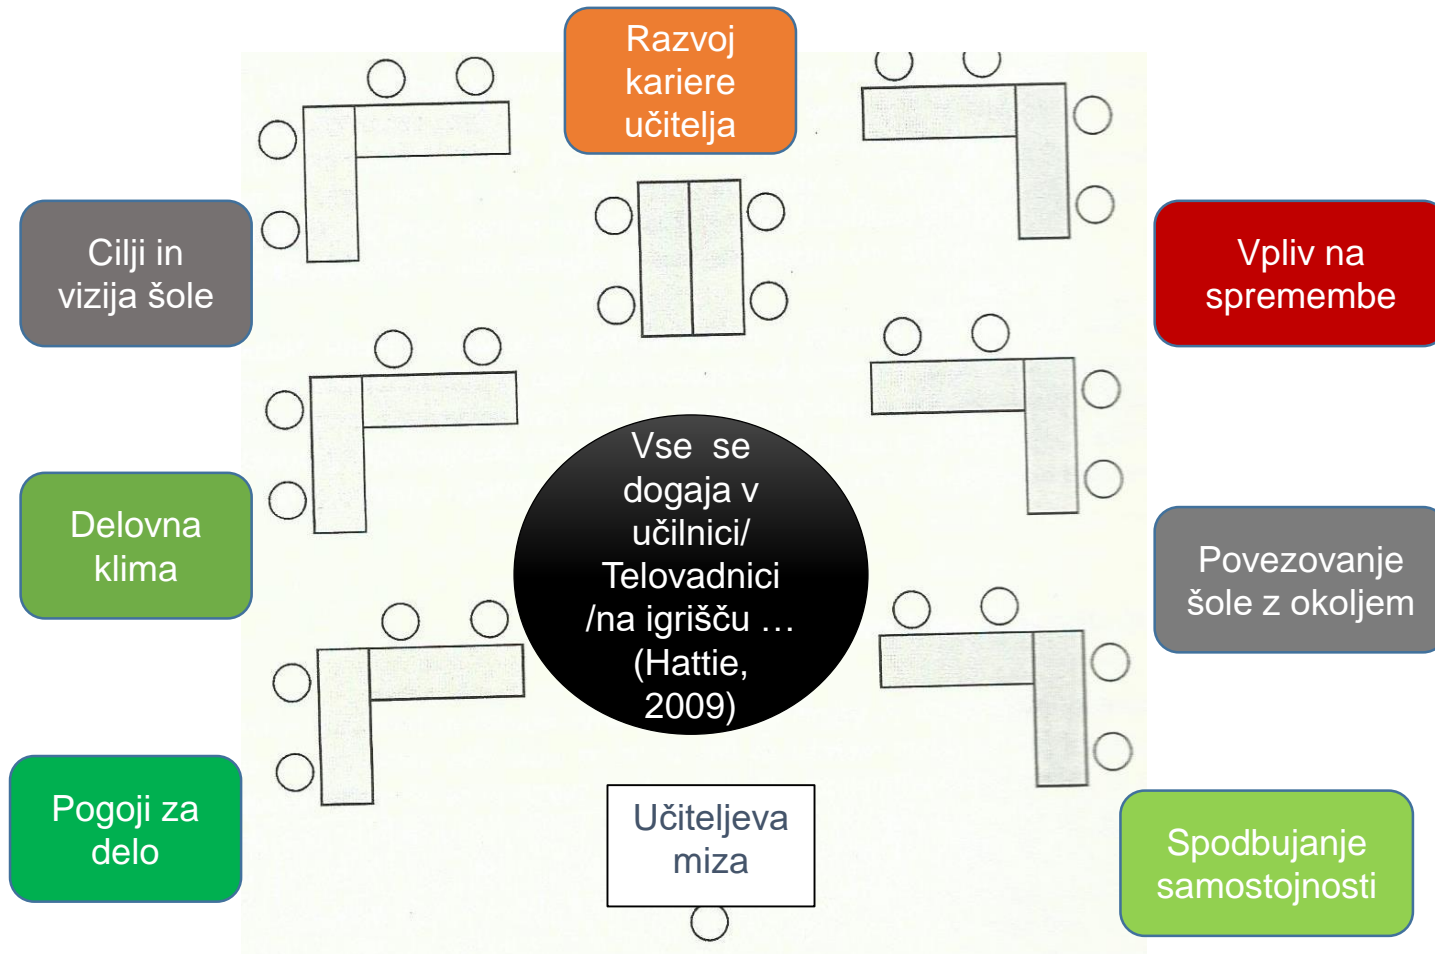 Razvoj
kariere
učitelja
Cilji in
vizija šole
Vpliv na
spremembe
Vse se
dogaja v
učilnici/
Telovadnici
/na igrišču …
(Hattie,
2009)
Delovna
klima
Povezovanje
šole z okoljem
Pogoji za
delo
Učiteljeva
miza
Spodbujanje
samostojnosti